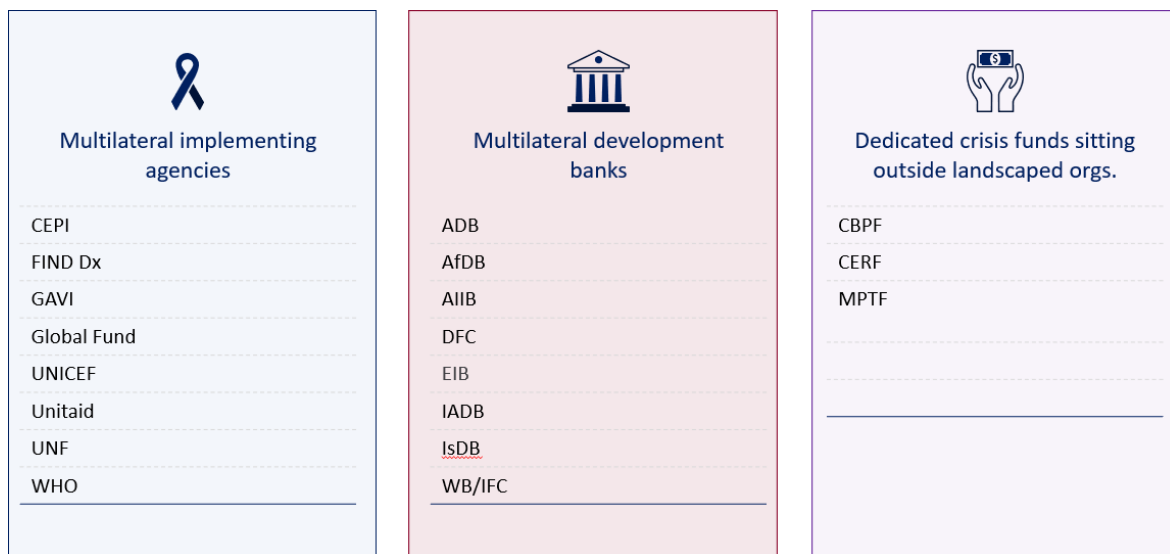 Multilateral implementing
agencies
CEPI
FIND Dx
GAVI
Global Fund
UNICEF
Unitaid
UNF
WHO
Multilateral development
banks
ADB
AfDB
AIIB
DFC
EIB
IADB
IsDB
WB/IFC
$
Dedicated crisis funds sitting
outside landscaped orgs.
CBPF
CERF
MPTF